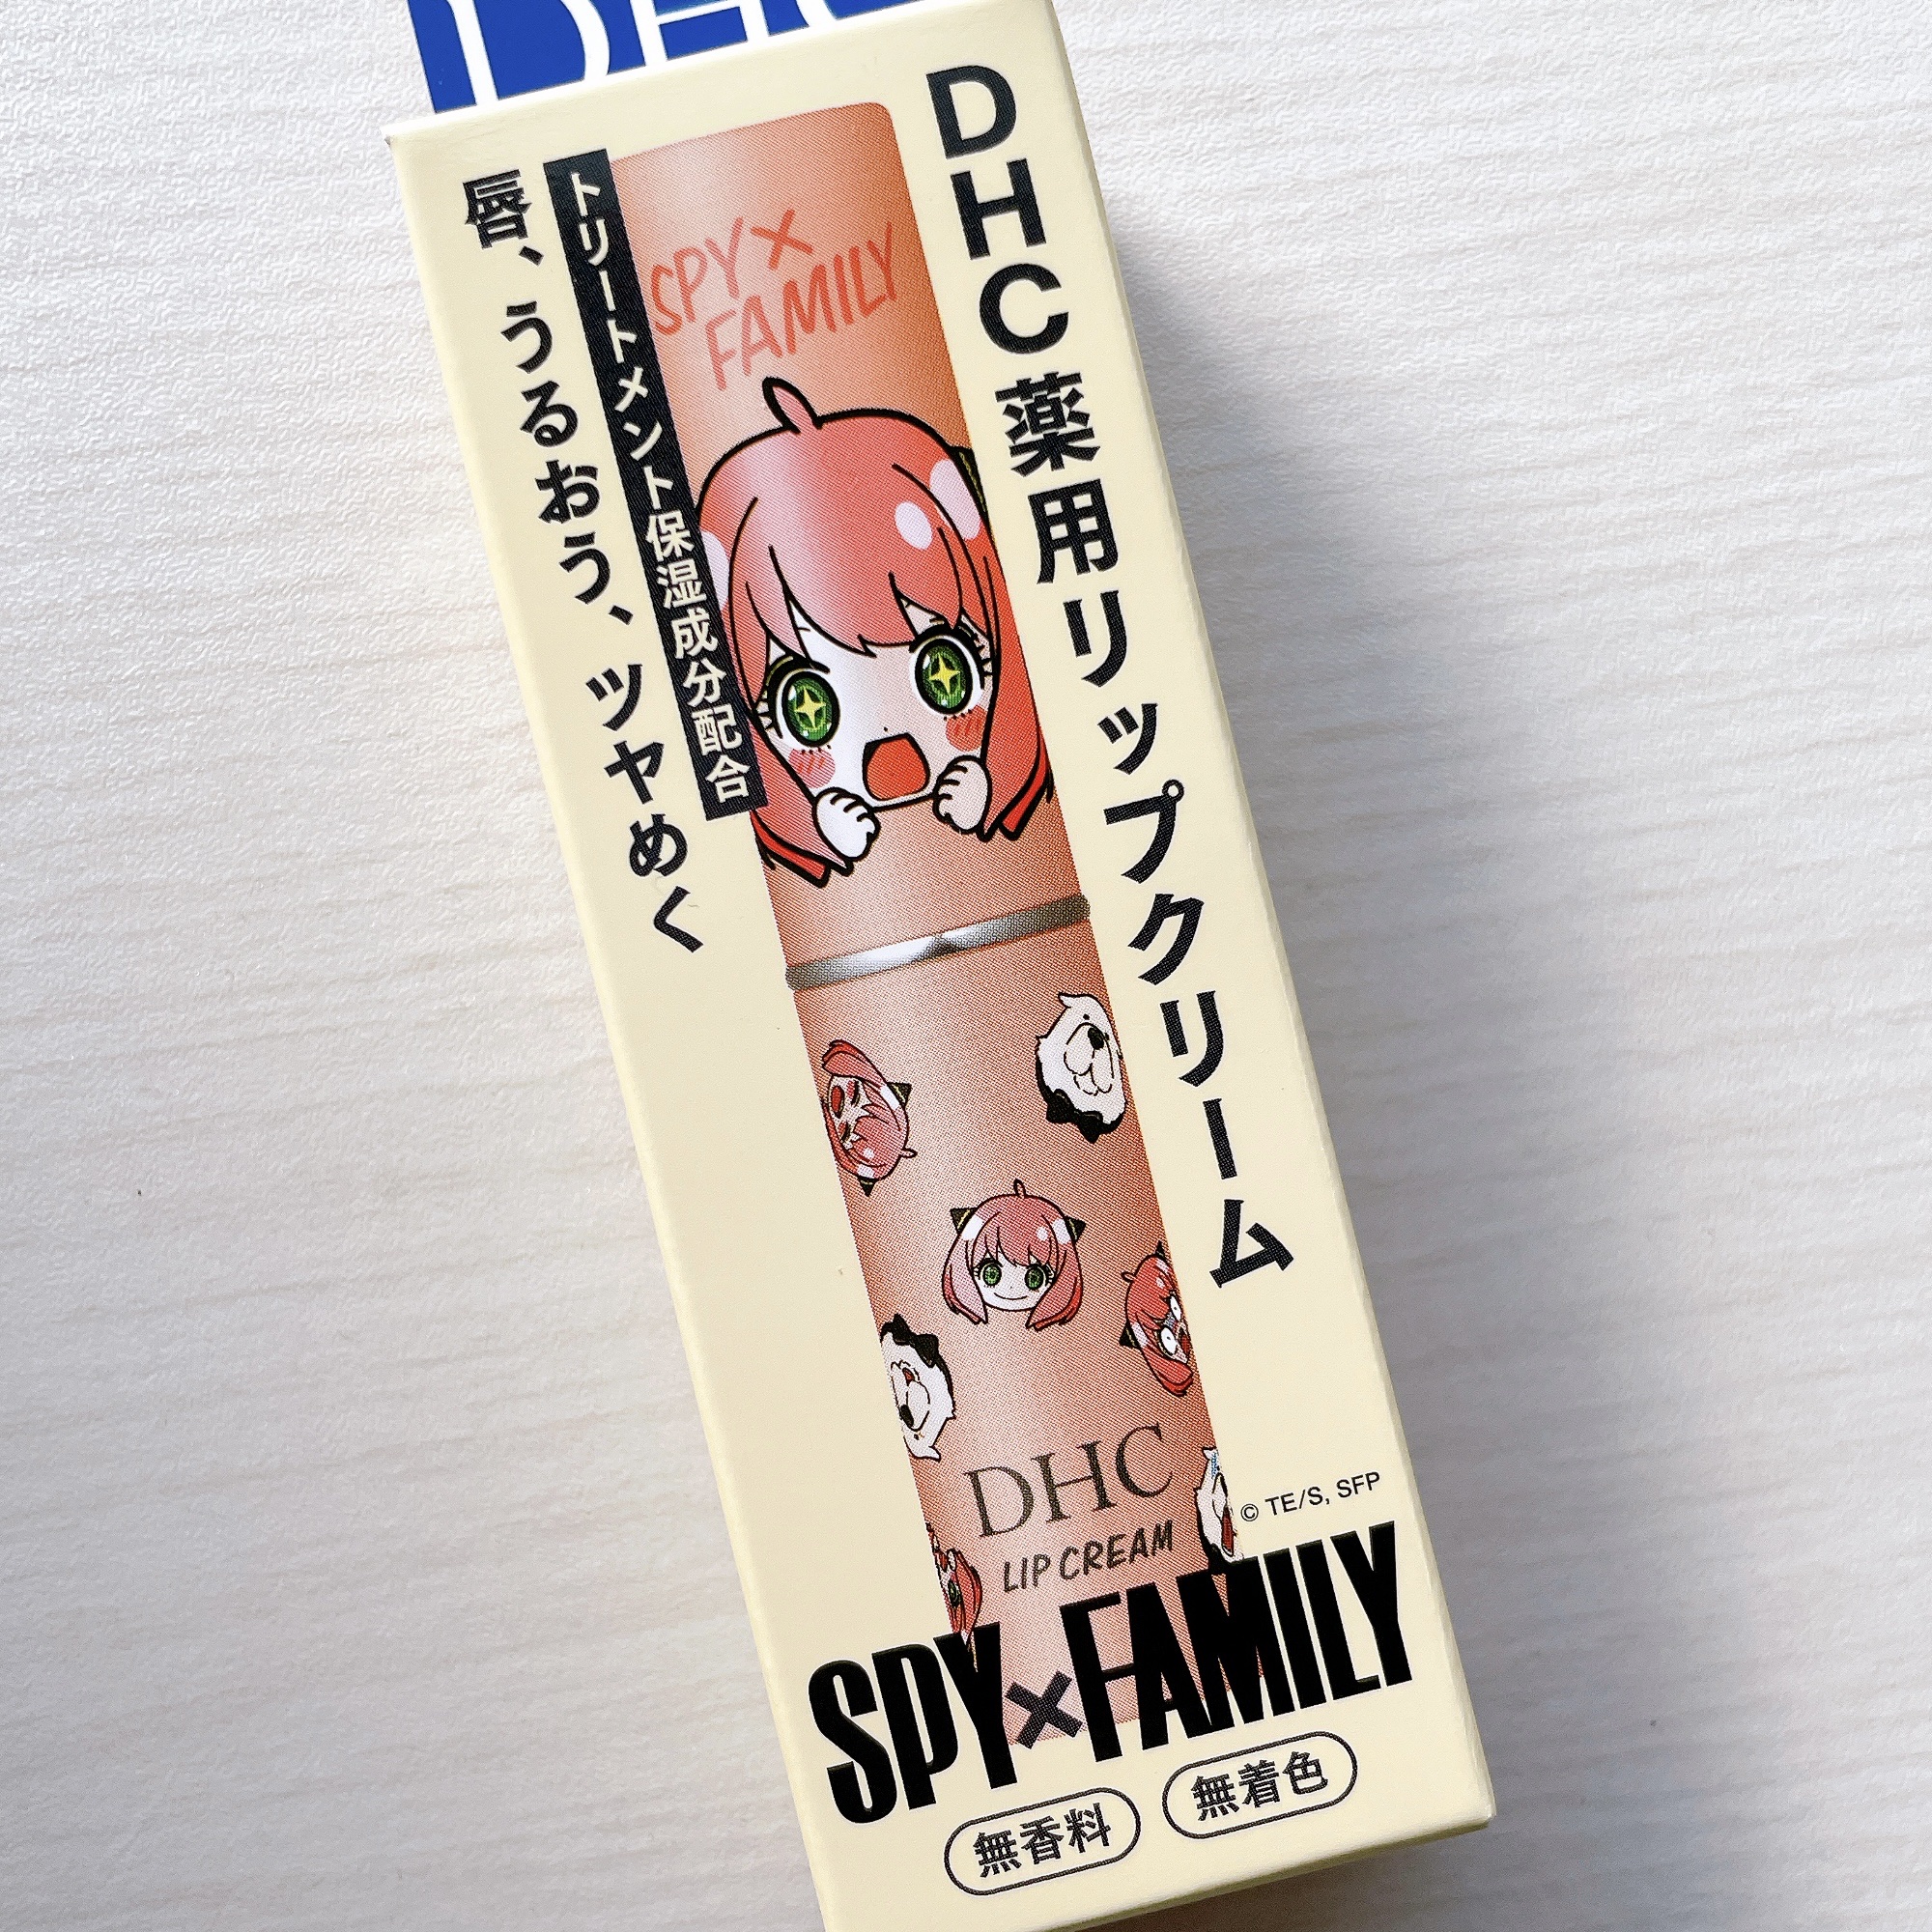 DHC
DHC薬用リップクリーム
トリートメント保湿成分配合
唇、うるおう、ツヤめく
SPY×
FAMILY
DHC
LIP CREAM
© TE/S, SFP
SPY×FAMILY
無香料
無着色